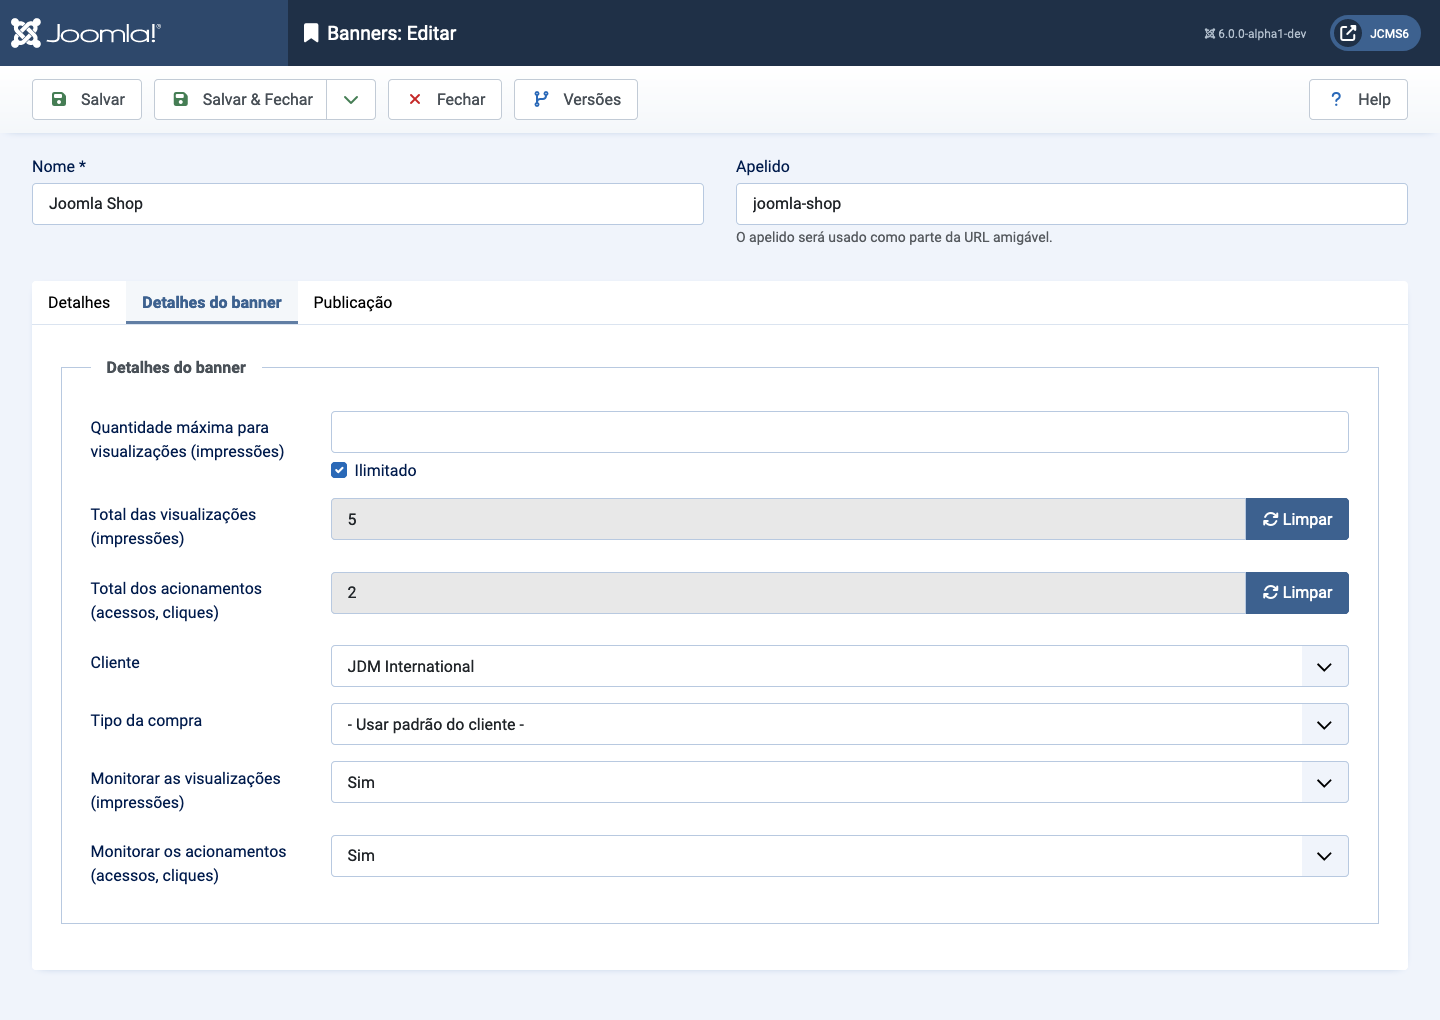 Joomla!®
Banners: Editar
6.0.0-alpha1-dev
JCMS6
Salvar
Salvar & Fechar
Fechar
Versões
? Help
Nome *
Apelido
Joomla Shop
joomla-shop
O apelido será usado como parte da URL amigável.
Detalhes
Detalhes do banner
Publicação
Detalhes do banner
Quantidade máxima para
visualizações (impressões)
Ilimitado
Total das visualizações
(impressões)
5
Limpar
Total dos acionamentos
(acessos, cliques)
2
Limpar
Cliente
JDM International
Tipo da compra
- Usar padrão do cliente -
Monitorar as visualizações
(impressões)
Sim
Monitorar os acionamentos
(acessos, cliques)
Sim